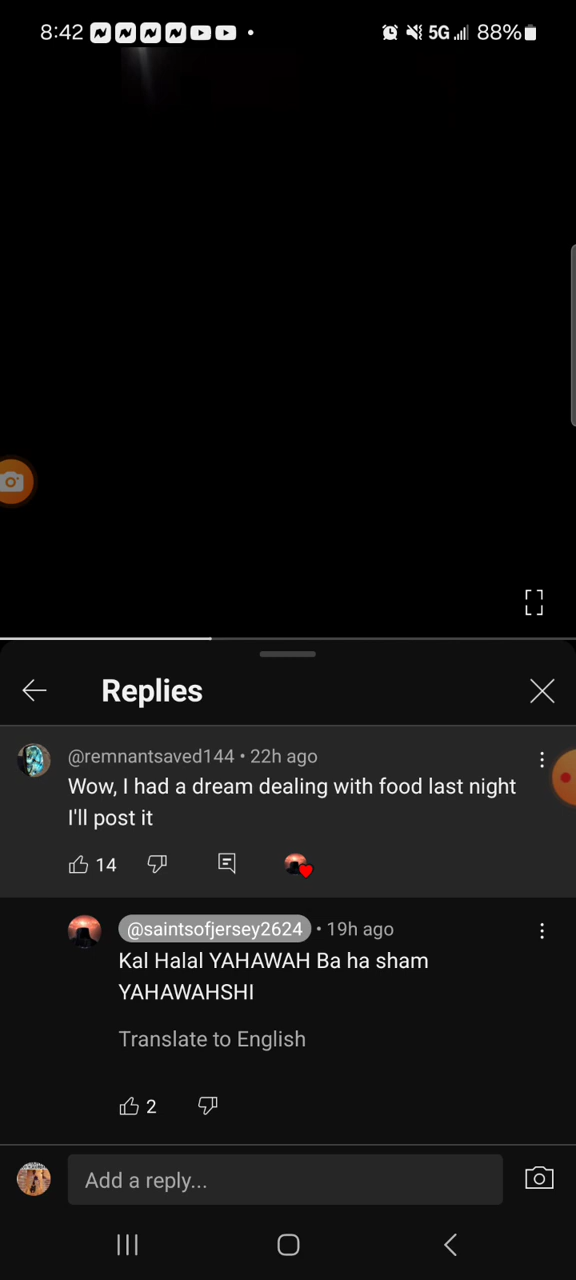 8:42 5G 88%
Replies
@remnantsaved144 • 22h ago
Wow, I had a dream dealing with food last night
I'll post it
14
@saintsofjersey2624 • 19h ago
Kal Halal YAHAWAH Ba ha sham
YAHAWAHSHI
Translate to English
2
Add a reply...